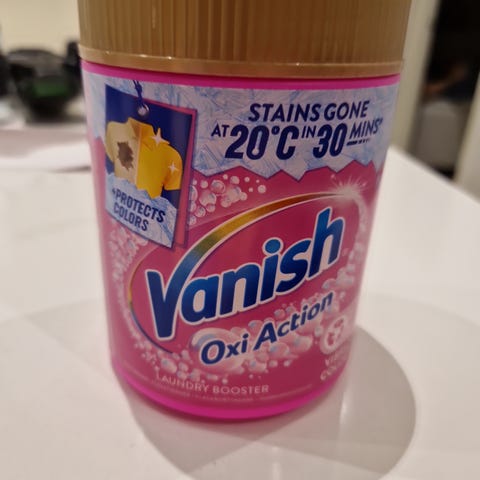 STAINS GONE
AT 20°C IN 30 MINS*
+PROTECTS
COLORS
Vanish
Oxi Action
LAUNDRY BOOSTER